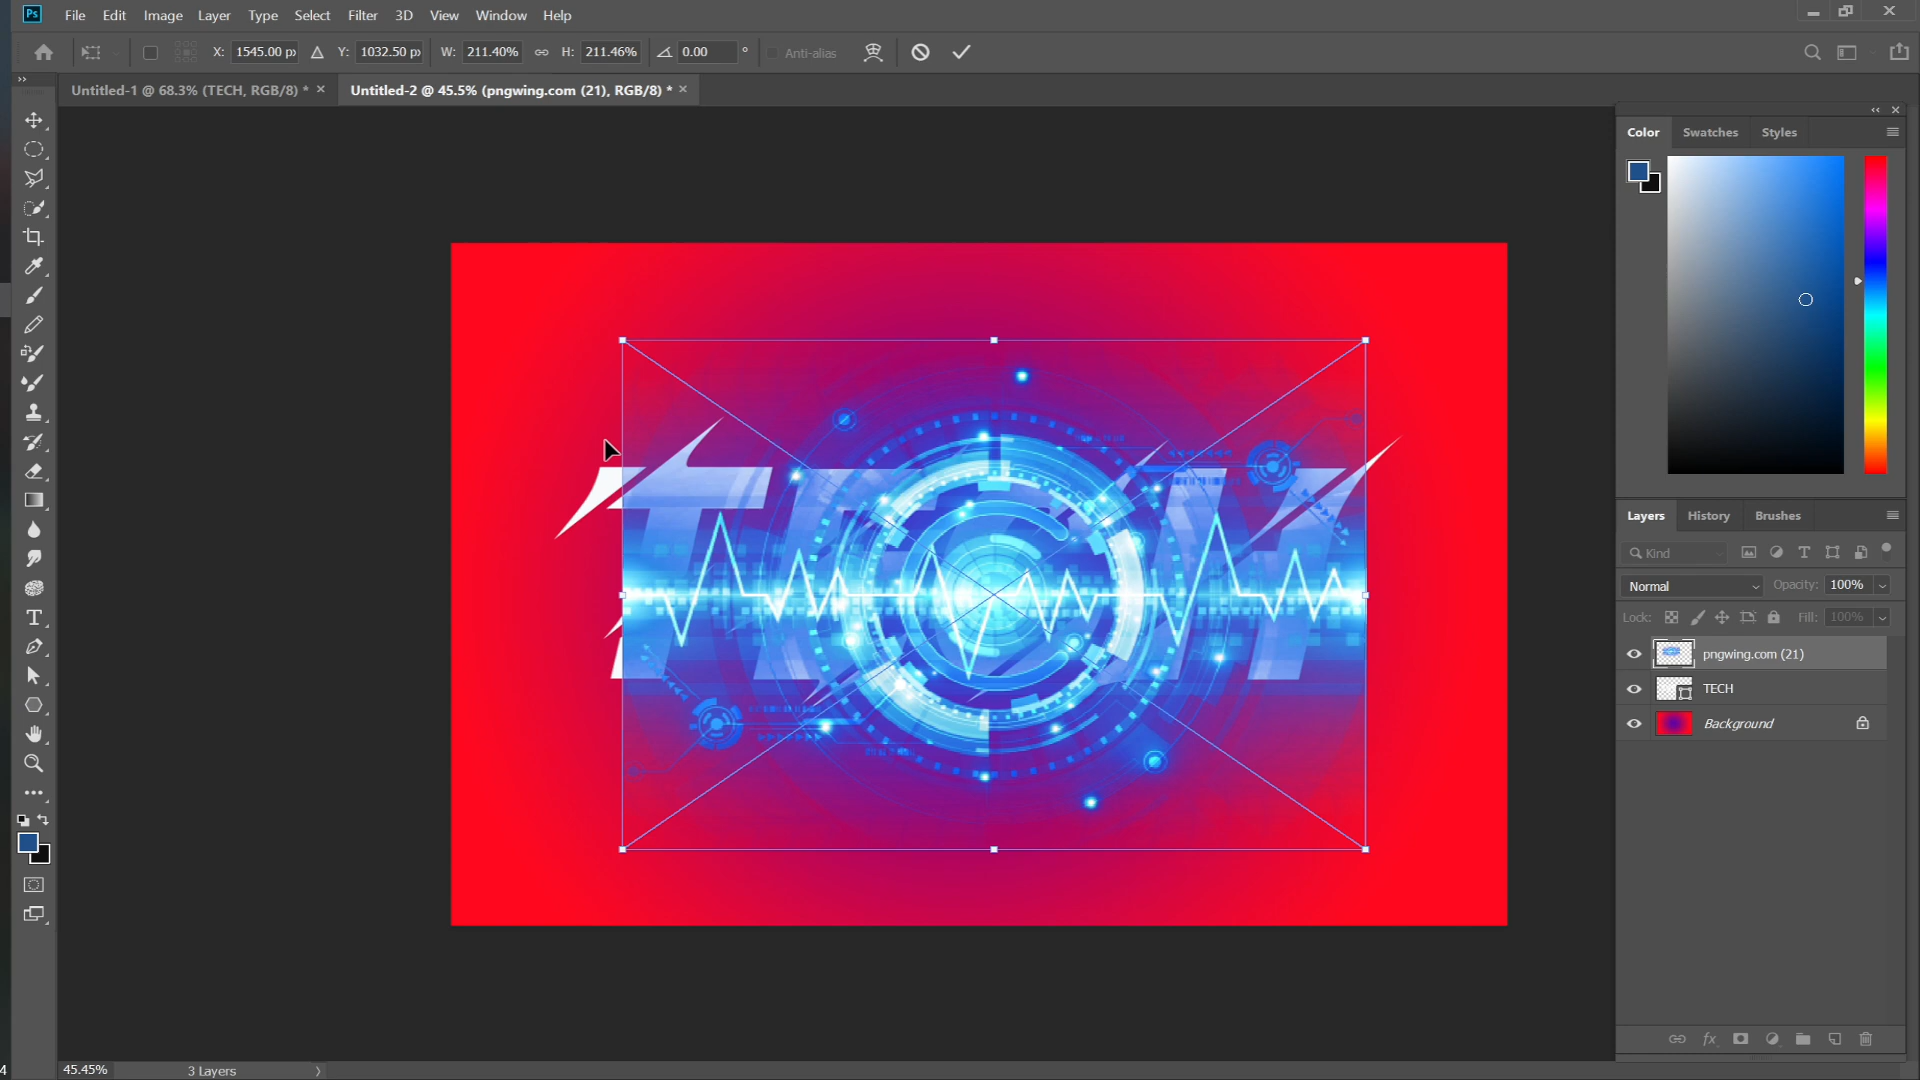 Ps File Edit Image Layer Type Select Filter 3D View Window Help
X: 1545.00 px Y: 1032.50 px W: 211.40% H: 211.46% 0.00 ° Anti-alias
Untitled-1 @ 68.3% (TECH, RGB/8) * × Untitled-2 @ 45.5% (pngwing.com (21), RGB/8) * ×
Color Swatches Styles
TECH
Layers History Brushes
Kind
Normal Opacity: 100%
Lock: Fill: 100%
pngwing.com (21)
TECH
Background
45.45% 3 Layers